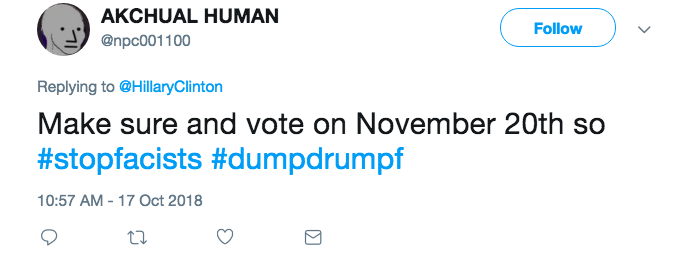 AKCHUAL HUMAN
@npc001100
Follow
Replying to @HillaryClinton
Make sure and vote on November 20th so
#stopfacists #dumpdrumpf
10:57 AM - 17 Oct 2018